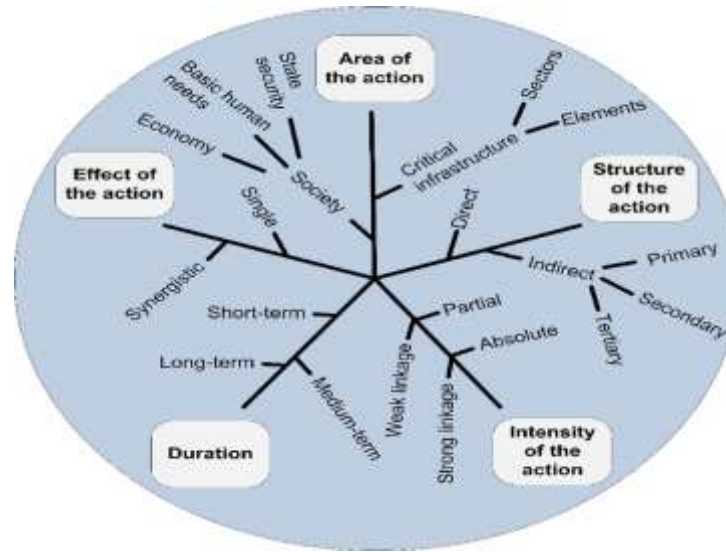 Area of
the action
State
security
Basic human
needs
Economy
Society
Critical
infrastructure
Sectors
Elements
Effect of
the action
Single
Synergistic
Structure
of the
action
Direct
Indirect
Primary
Secondary
Tertiary
Short-term
Long-term
Medium-term
Duration
Partial
Absolute
Weak linkage
Strong linkage
Intensity
of the
action